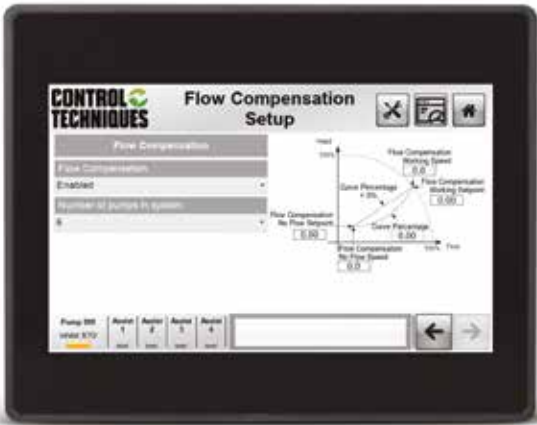 CONTROL
TECHNIQUES
Flow Compensation
Setup
Flow Compensation
Flow Compensation
Enabled
Number of pumps in system
6
Head
100%
Flow Compensation
Working Speed
0.0
Flow Compensation
Working Setpoint
0.00
Curve Percentage
= 0%
Curve Percentage
0.00
Flow Compensation
No Flow Setpoint
0.00
Flow Compensation
No Flow Speed
0.0
100%
Flow
Assist
1
Assist
2
Assist
3
Assist
4